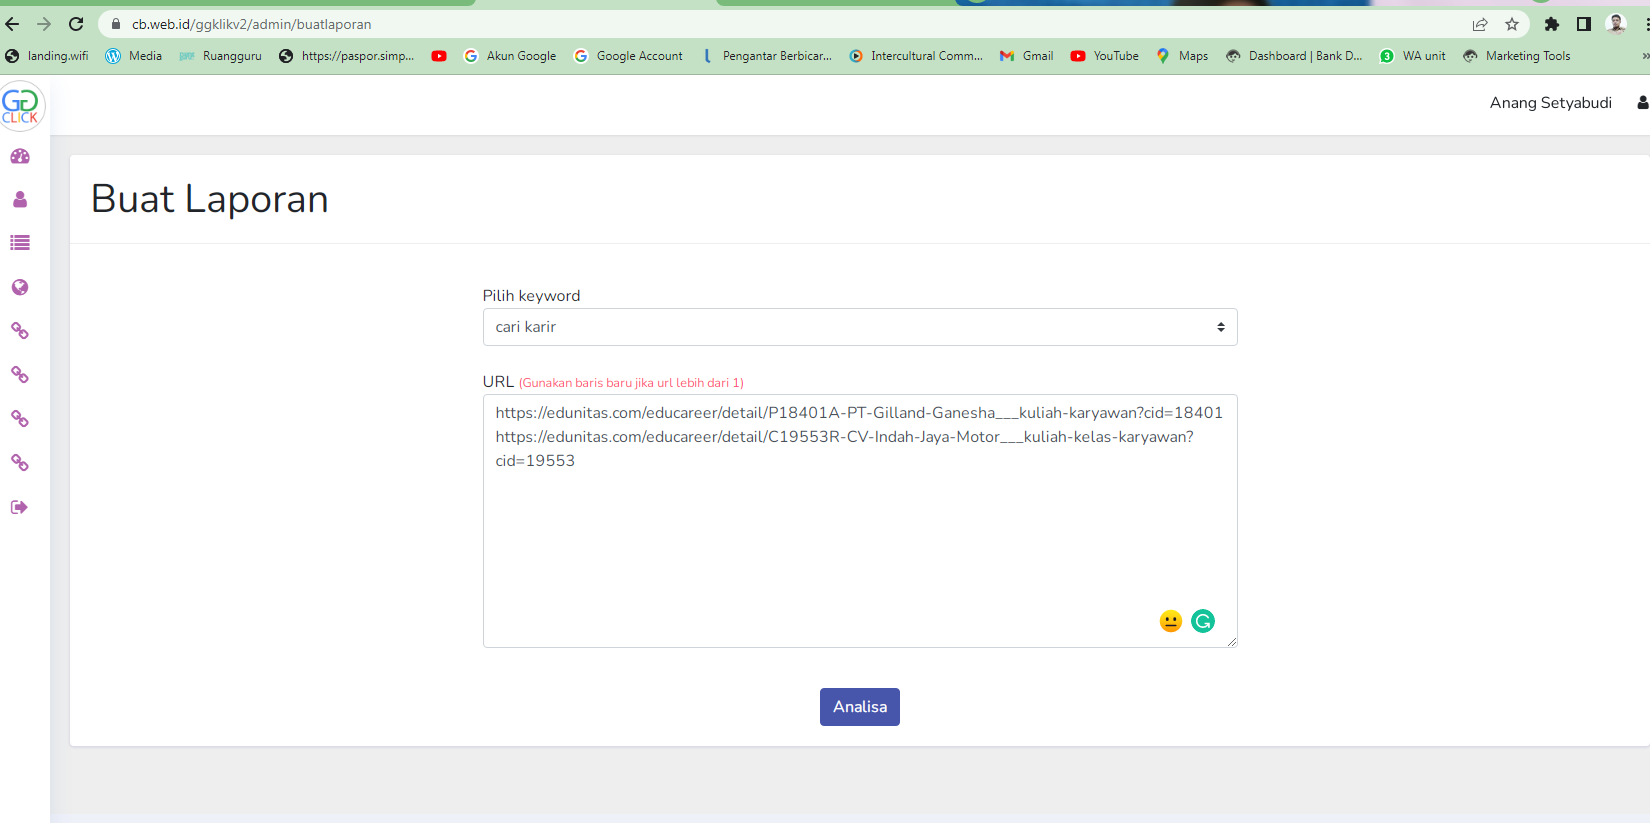 cb.web.id/ggklikv2/admin/buatlaporan
landing.wifi Media Ruangguru https://paspor.simp... Akun Google Google Account Pengantar Berbicar... Intercultural Comm... Gmail YouTube Maps Dashboard | Bank D... 3 WA unit Marketing Tools »
GG
CLICK
Anang Setyabudi
Buat Laporan
Pilih keyword
cari karir
URL (Gunakan baris baru jika url lebih dari 1)
https://edunitas.com/educareer/detail/P18401A-PT-Gilland-Ganesha___kuliah-karyawan?cid=18401
https://edunitas.com/educareer/detail/C19553R-CV-Indah-Jaya-Motor___kuliah-kelas-karyawan?
cid=19553
Analisa